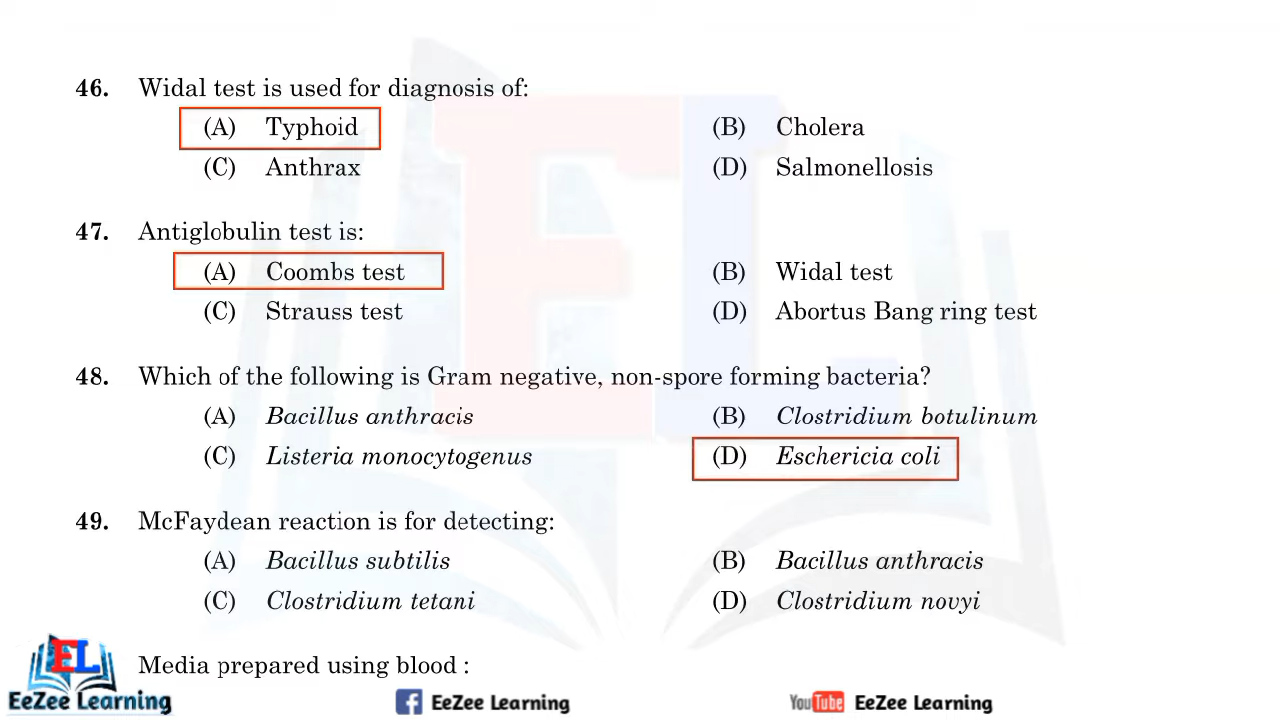 46. Widal test is used for diagnosis of:
(A) Typhoid (B) Cholera
(C) Anthrax (D) Salmonellosis
47. Antiglobulin test is:
(A) Coombs test (B) Widal test
(C) Strauss test (D) Abortus Bang ring test
48. Which of the following is Gram negative, non-spore forming bacteria?
(A) Bacillus anthracis (B) Clostridium botulinum
(C) Listeria monocytogenus (D) Eschericia coli
49. McFaydean reaction is for detecting:
(A) Bacillus subtilis (B) Bacillus anthracis
(C) Clostridium tetani (D) Clostridium novyi
Media prepared using blood :
EL
EeZee Learning
EeZee Learning
YouTube EeZee Learning